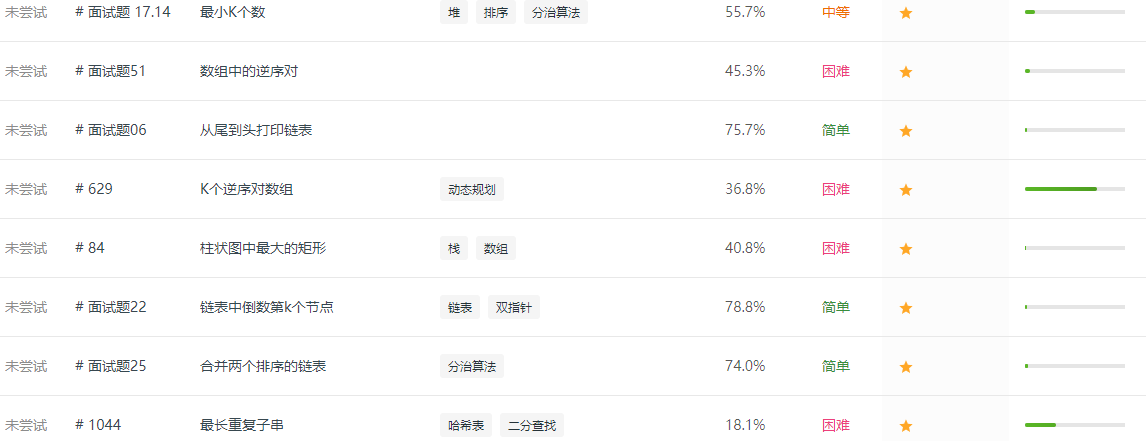 未尝试 # 面试题 17.14 最小K个数 堆 排序 分治算法 55.7% 中等
未尝试 # 面试题51 数组中的逆序对 45.3% 困难
未尝试 # 面试题06 从尾到头打印链表 75.7% 简单
未尝试 # 629 K个逆序对数组 动态规划 36.8% 困难
未尝试 # 84 柱状图中最大的矩形 栈 数组 40.8% 困难
未尝试 # 面试题22 链表中倒数第k个节点 链表 双指针 78.8% 简单
未尝试 # 面试题25 合并两个排序的链表 分治算法 74.0% 简单
未尝试 # 1044 最长重复子串 哈希表 二分查找 18.1% 困难